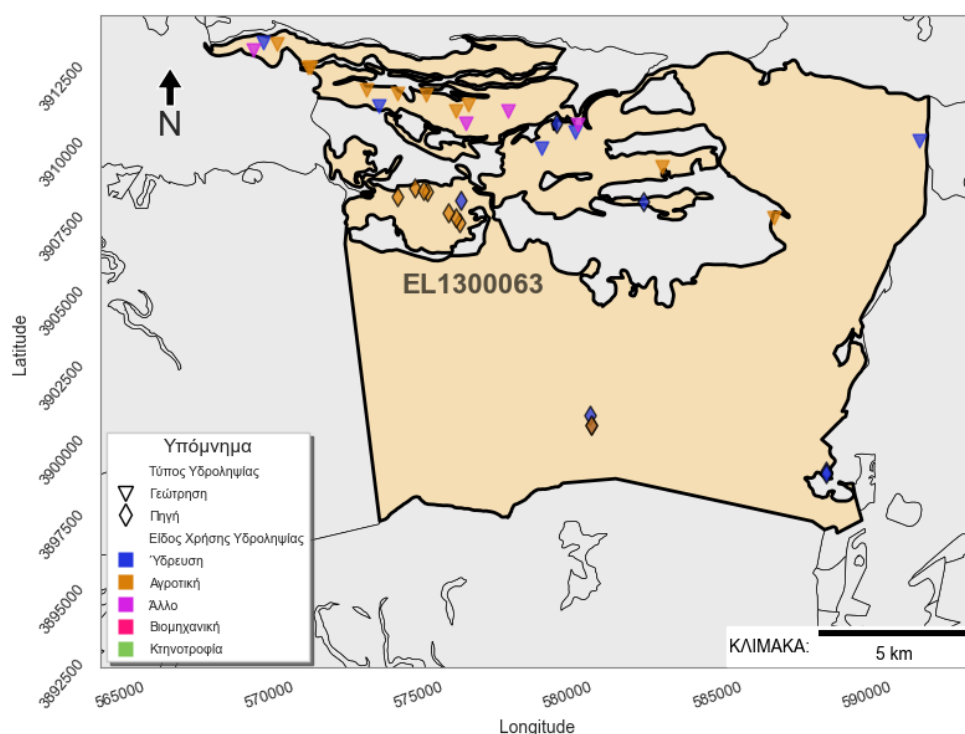 3912500
3910000
3907500
3905000
3902500
3900000
3897500
3895000
3892500
Latitude
N
EL1300063
Υπόμνημα
Τύπος Υδροληψίας
Γεώτρηση
Πηγή
Είδος Χρήσης Υδροληψίας
Ύδρευση
Αγροτική
Άλλο
Βιομηχανική
Κτηνοτροφία
ΚΛΙΜΑΚΑ:
5 km
565000
570000
575000
580000
585000
590000
Longitude